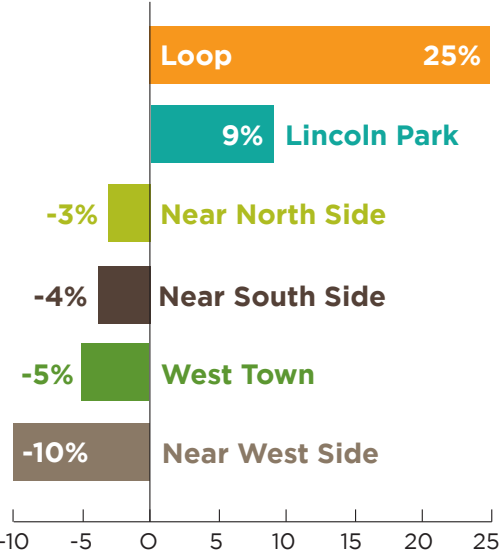 Loop 25%
9% Lincoln Park
-3% Near North Side
-4% Near South Side
-5% West Town
-10% Near West Side
-10 -5 0 5 10 15 20 25